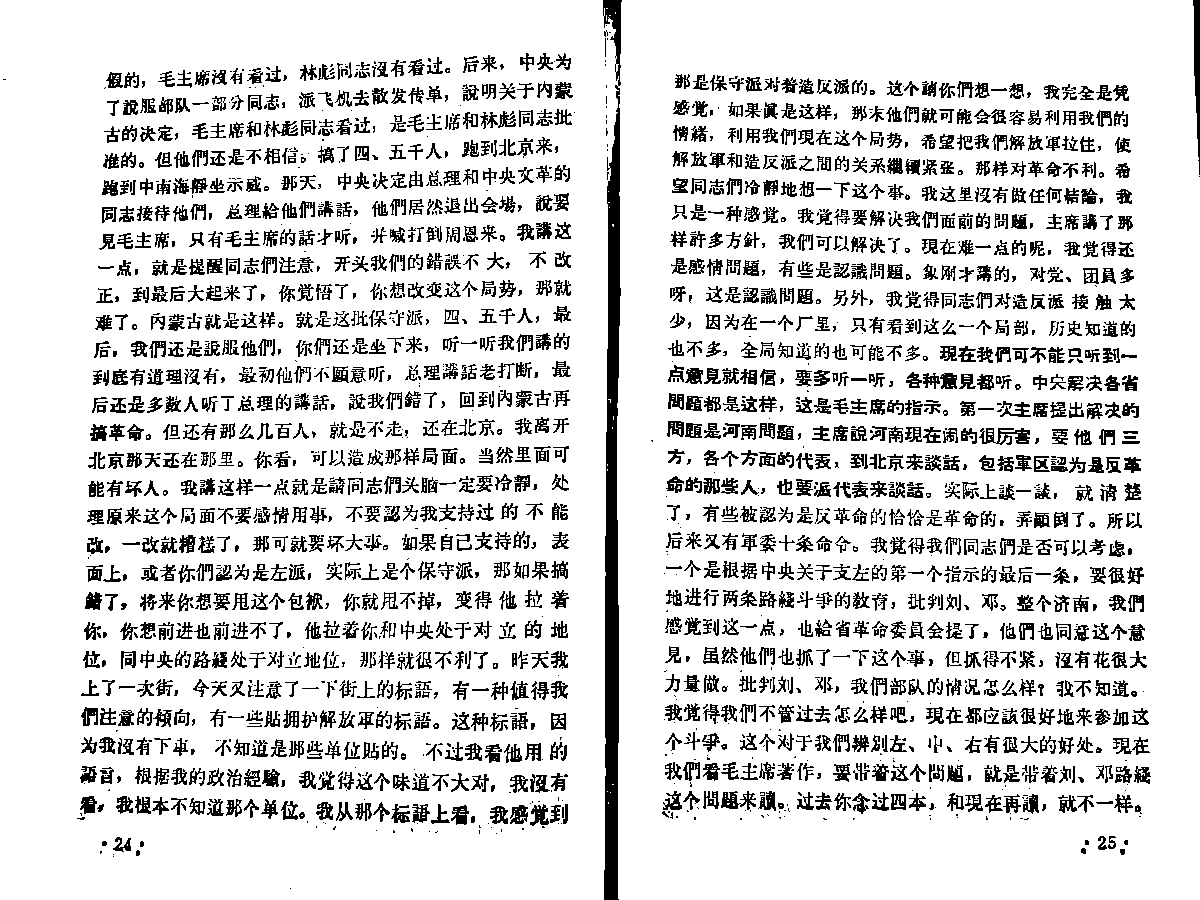 假的，毛主席沒有看过，林彪同志沒有看过。后来，中央为
了說服部队一部分同志，派飞机去散发传单，說明关于内蒙
古的决定，毛主席和林彪同志看过，是毛主席和林彪同志批
准的。但他們还是不相信。搞了四、五千人，跑到北京来，
跑到中南海靜坐示威。那天，中央决定出总理和中央文革的
同志接待他們，总理給他們講話，他們居然退出会場，說要
見毛主席，只有毛主席的話才听，幷喊打倒周恩来。我講这
一点，就是提醒同志們注意，开头我們的錯誤不大，不改
正，到最后大起来了，你覚悟了，你想改变这个局势，那就
难了。内蒙古就是这样。就是这批保守派，四、五千人，最
后，我們还是說服他們，你們还是坐下来，听一听我們講的
到底有道理沒有，最初他們不願意听，总理講話老打断，最
后还是多数人听了总理的講話，說我們錯了，回到内蒙古再
搞革命。但还有那么几百人，就是不走，还在北京。我离开
北京那天还在那里。你看，可以造成那样局面。当然里面可
能有坏人。我講这样一点就是請同志們头脑一定要冷靜，处
理原来这个局面不要感情用事，不要認为我支持过的不能
改，一改就糟糕了，那可就要坏大事。如果自己支持的，表
面上，或者你們認为是左派，实际上是个保守派，那如果搞
錯了，将来你想要甩这个包袱，你就甩不掉，变得他拉着
你，你想前进也前进不了，他拉着你和中央处于对立的地
位，同中央的路綫处于对立地位，那样就很不利了。昨天我
上了一次街，今天又注意了一下街上的标語，有一种値得我
們注意的傾向，有一些貼拥护解放軍的标語。这种标語，因
为我沒有下車，不知道是那些单位貼的。不过我看他用的
語言，根据我的政治經驗，我覚得这个味道不大对，我沒有
看，我根本不知道那个单位。我从那个标語上看，我感覚到
·24·
那是保守派对着造反派的。这个請你們想一想，我完全是凭
感覚，如果眞是这样，那末他們就可能会很容易利用我們的
情緒，利用我們現在这个局势，希望把我們解放軍拉住，使
解放軍和造反派之間的关系繼續紧张。那样对革命不利。希
望同志們冷靜地想一下这个事。我这里沒有做任何結論，我
只是一种感覚。我覚得要解决我們面前的問題，主席講了那
样許多方針，我們可以解决了。現在难一点的呢，我覚得还
是感情問題，有些是認識問題。象剛才講的，对党、团員多
呀，这是認識問題。另外，我覚得同志們对造反派接触太
少，因为在一个厂里，只有看到这么一个局部，历史知道的
也不多，全局知道的也可能不多。現在我們可不能只听到一
点意見就相信，要多听一听，各种意見都听。中央解决各省
問題都是这样，这是毛主席的指示。第一次主席提出解决的
問題是河南問題，主席說河南現在闹的很厉害，要他們三
方，各个方面的代表，到北京来談話，包括軍区認为是反革
命的那些人，也要派代表来談話。实际上談一談，就清楚
了，有些被認为是反革命的恰恰是革命的，弄顚倒了。所以
后来又有軍委十条命令。我覚得我們同志們是否可以考慮，
一个是根据中央关于支左的第一个指示的最后一条，要很好
地进行两条路綫斗爭的敎育，批判刘、邓。整个济南，我們
感覚到这一点，也給省革命委員会提了，他們也同意这个意
見，虽然他們也抓了一下这个事，但抓得不紧，沒有花很大
力量做。批判刘、邓，我們部队的情况怎么样？我不知道。
我覚得我們不管过去怎么样吧，現在都应該很好地来参加这
个斗爭。这个对于我們辨别左、中、右有很大的好处。現在
我們看毛主席著作，要带着这个問題，就是带着刘、邓路綫
这个問題来讀。过去你念过四本，和現在再讀，就不一样。
·25·